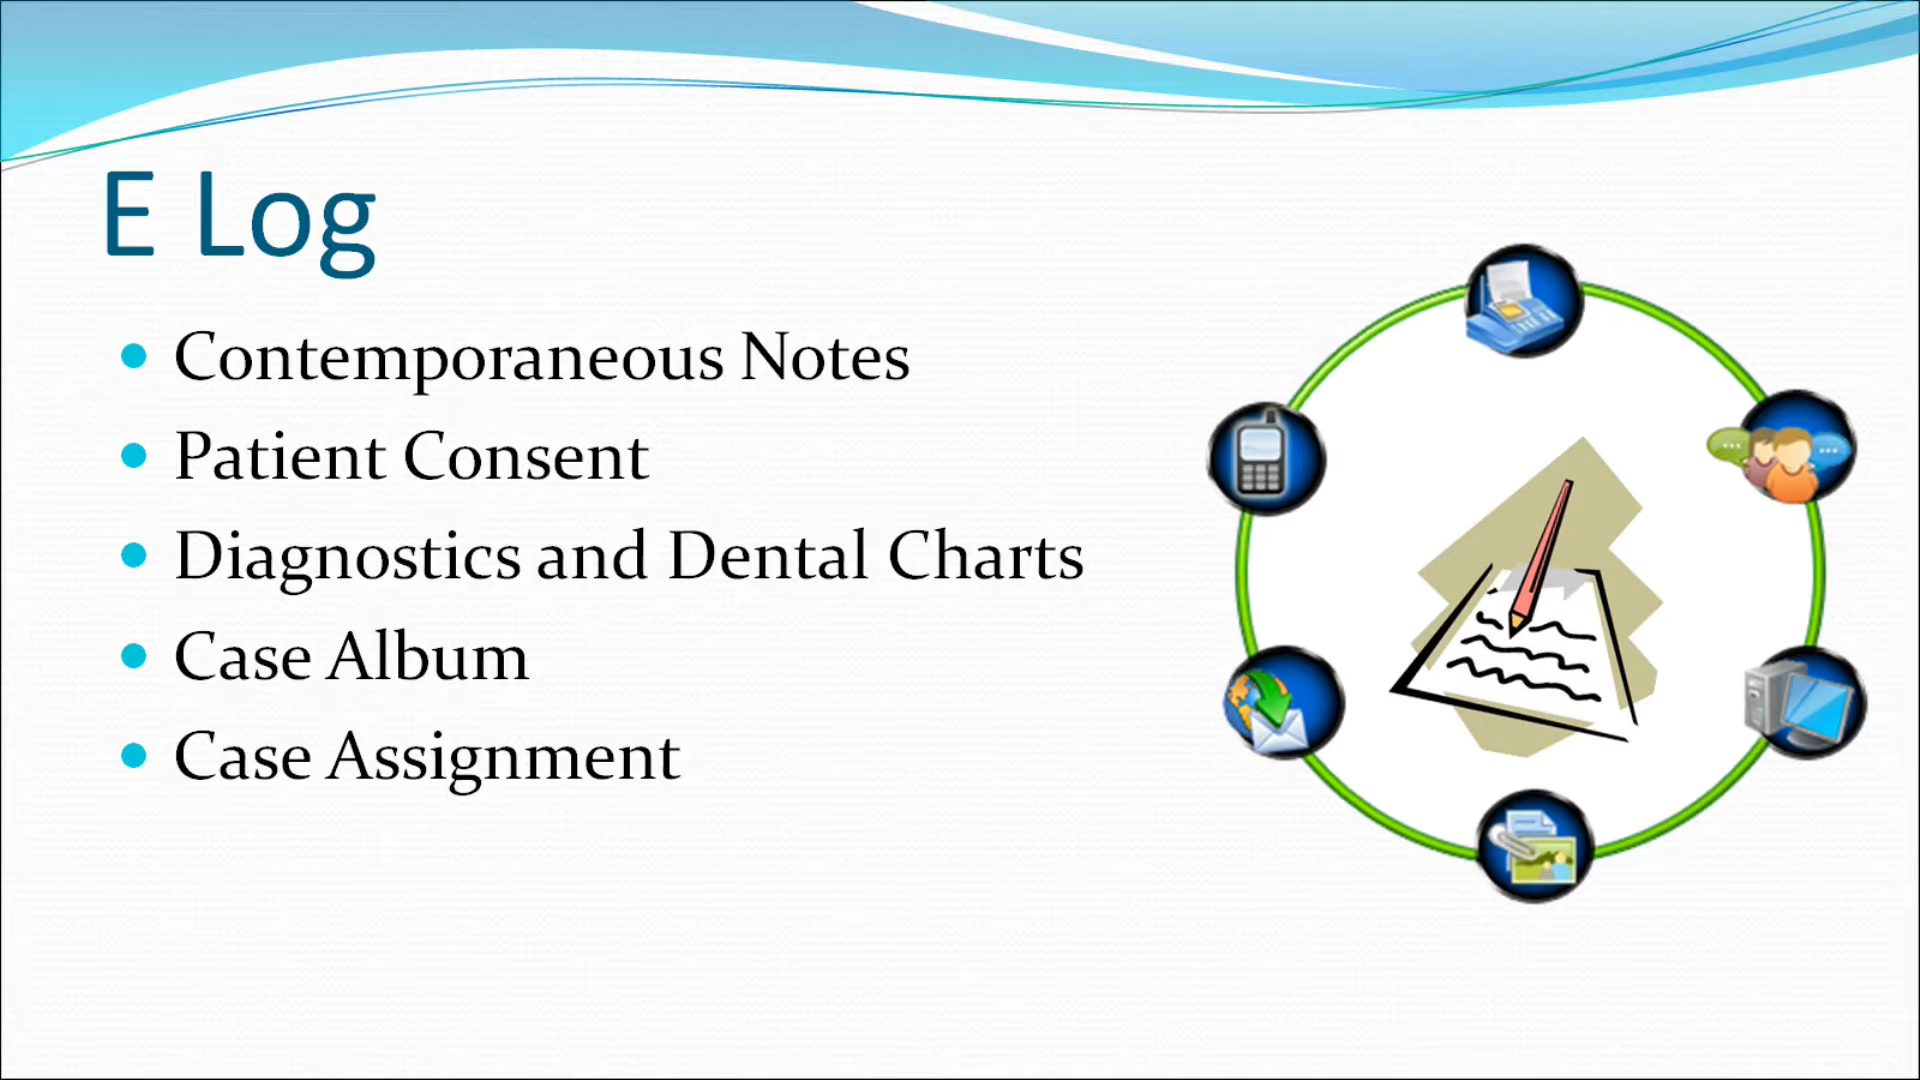 E Log
Contemporaneous Notes
Patient Consent
Diagnostics and Dental Charts
Case Album
Case Assignment